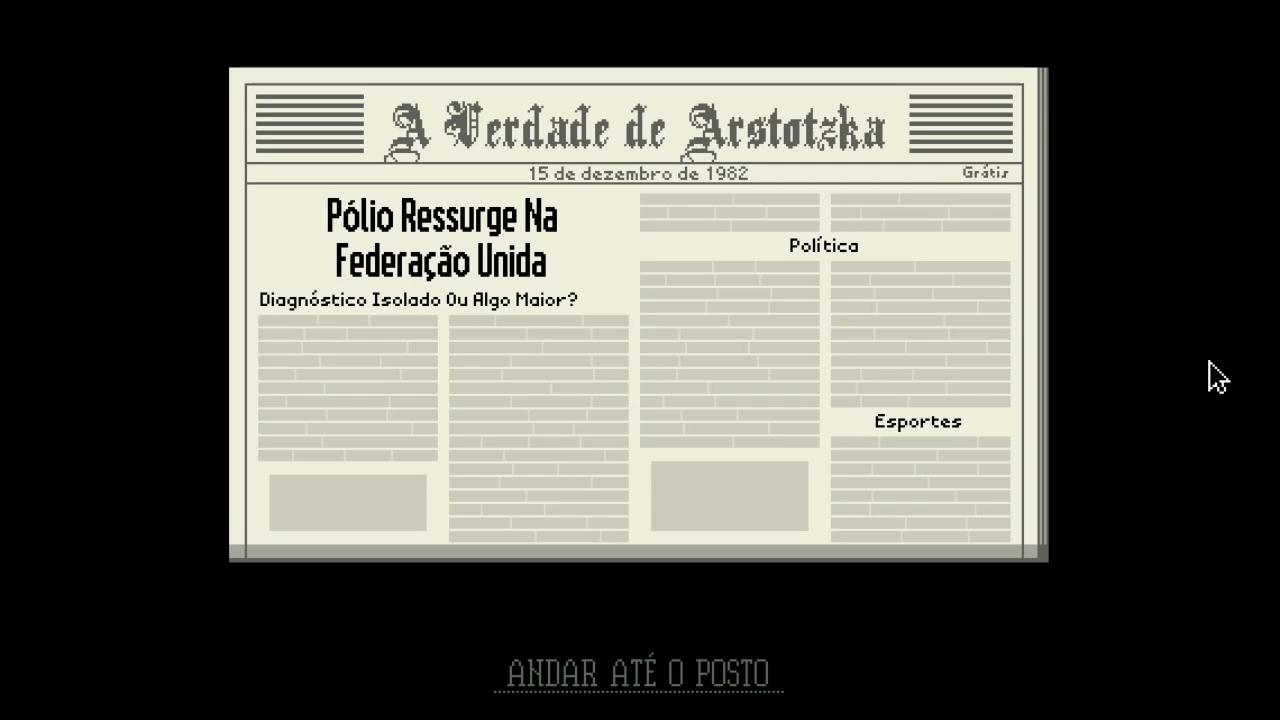 A Verdade de Arstotzka
15 de dezembro de 1982
Grátis
Pólio Ressurge Na
Federação Unida
Diagnóstico Isolado Ou Algo Maior?
Política
Esportes
ANDAR ATÉ O POSTO